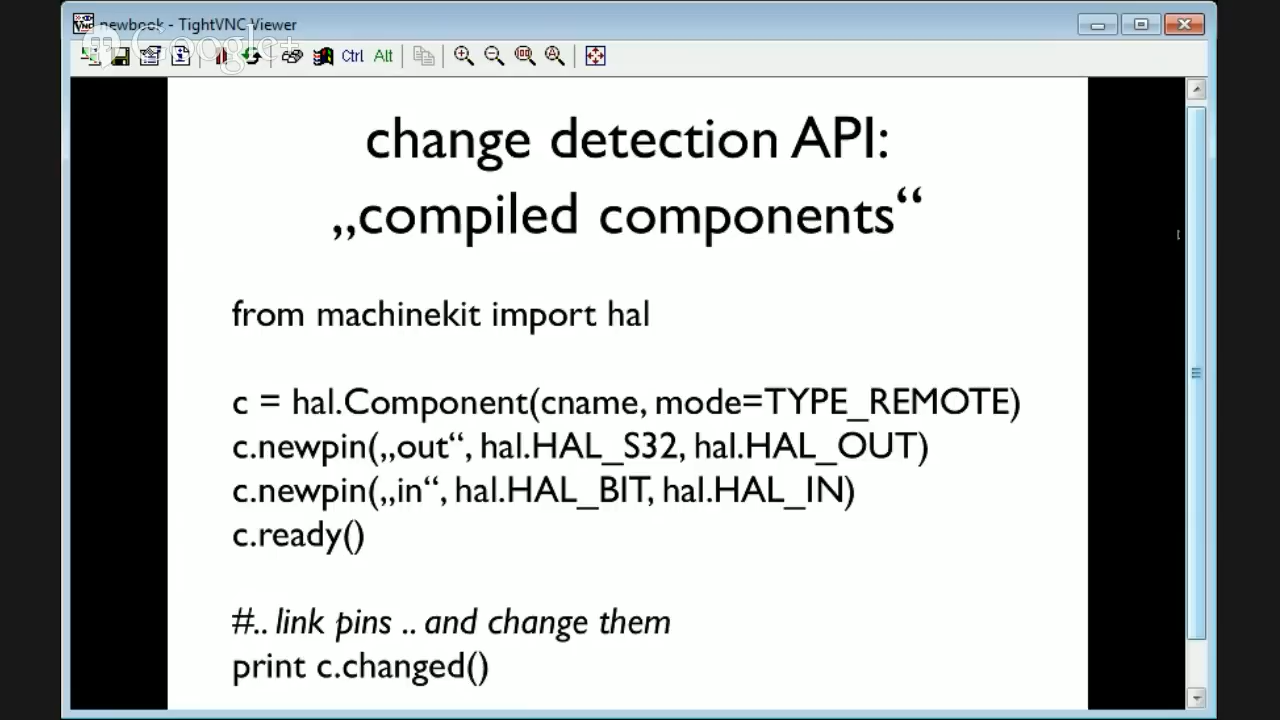 newbook - TightVNC Viewer
Google+
Ctrl Alt
change detection API:
„compiled components“
from machinekit import hal
c = hal.Component(cname, mode=TYPE_REMOTE)
c.newpin(„out“, hal.HAL_S32, hal.HAL_OUT)
c.newpin(„in“, hal.HAL_BIT, hal.HAL_IN)
c.ready()
#.. link pins .. and change them
print c.changed()